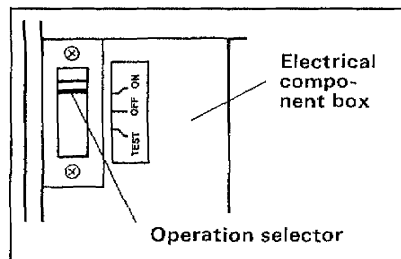 Electrical
compo-
nent box
ON
OFF
TEST
Operation selector